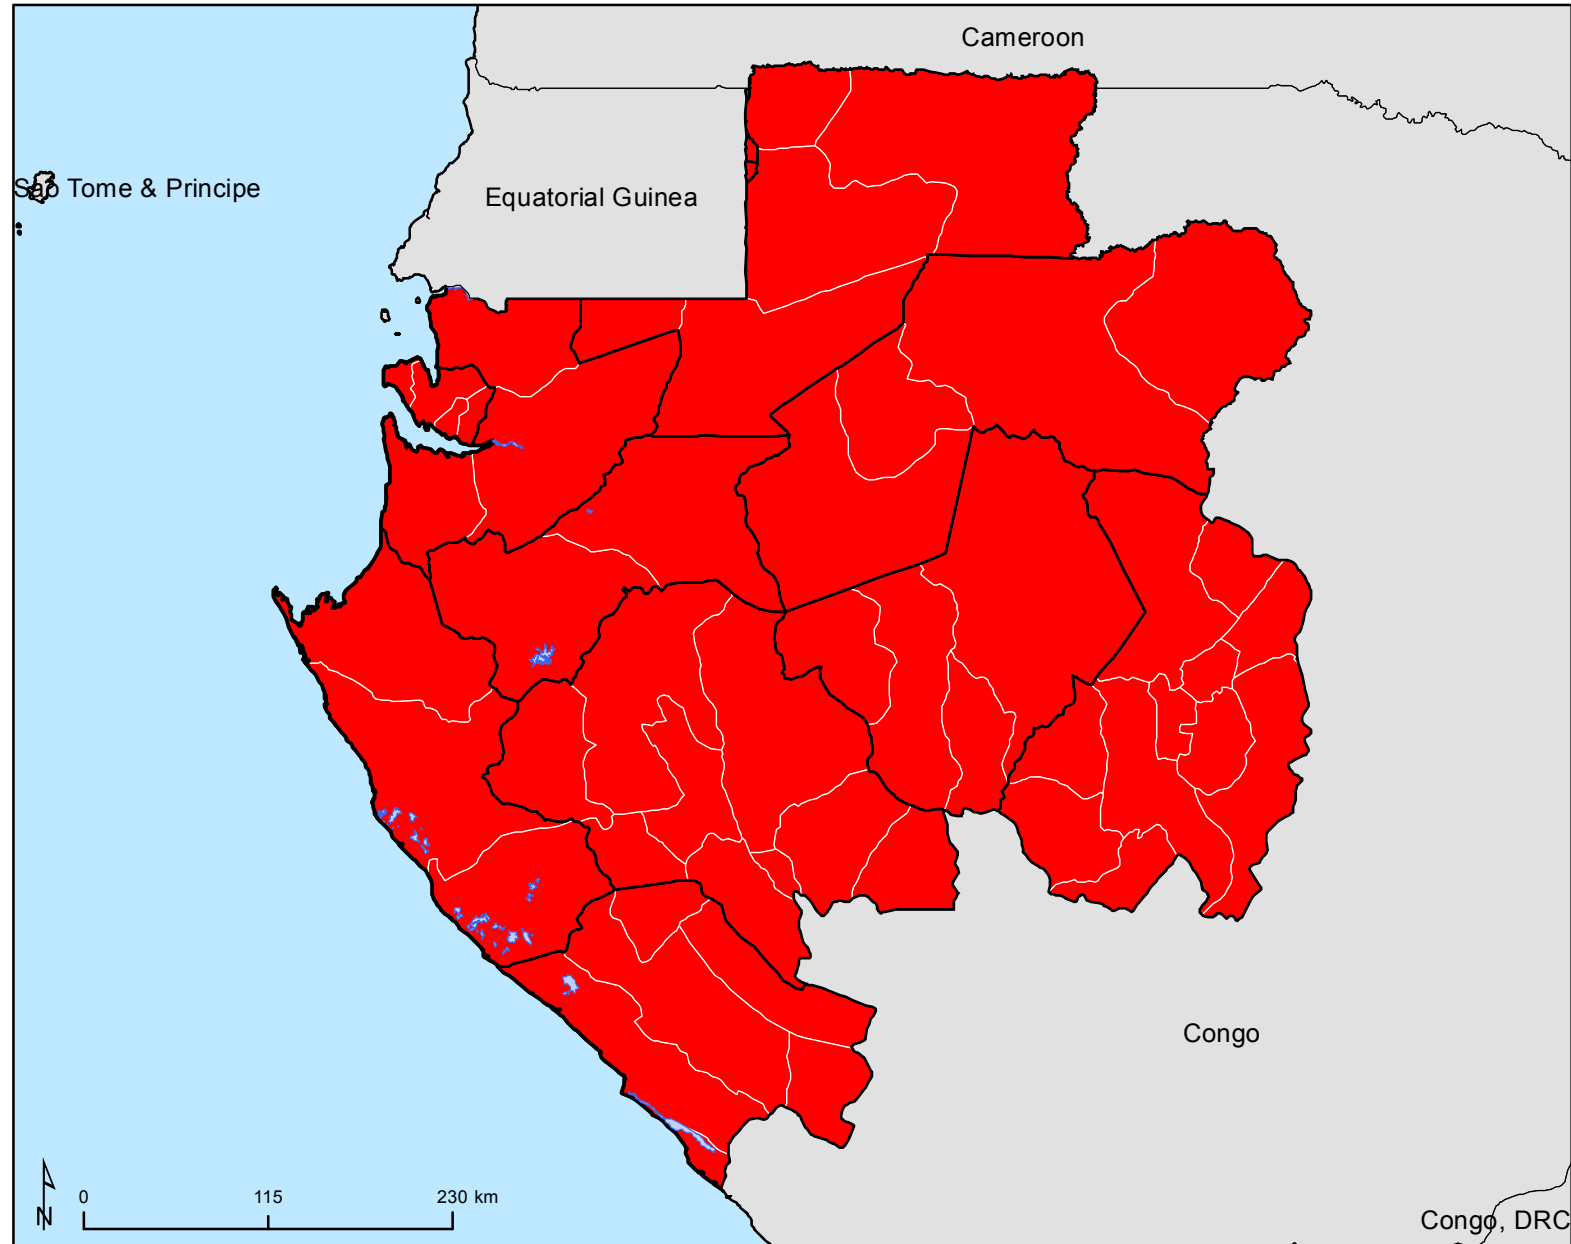 Cameroon
Sao Tome & Principe
Equatorial Guinea
Congo
N
0 115 230 km
Congo, DRC